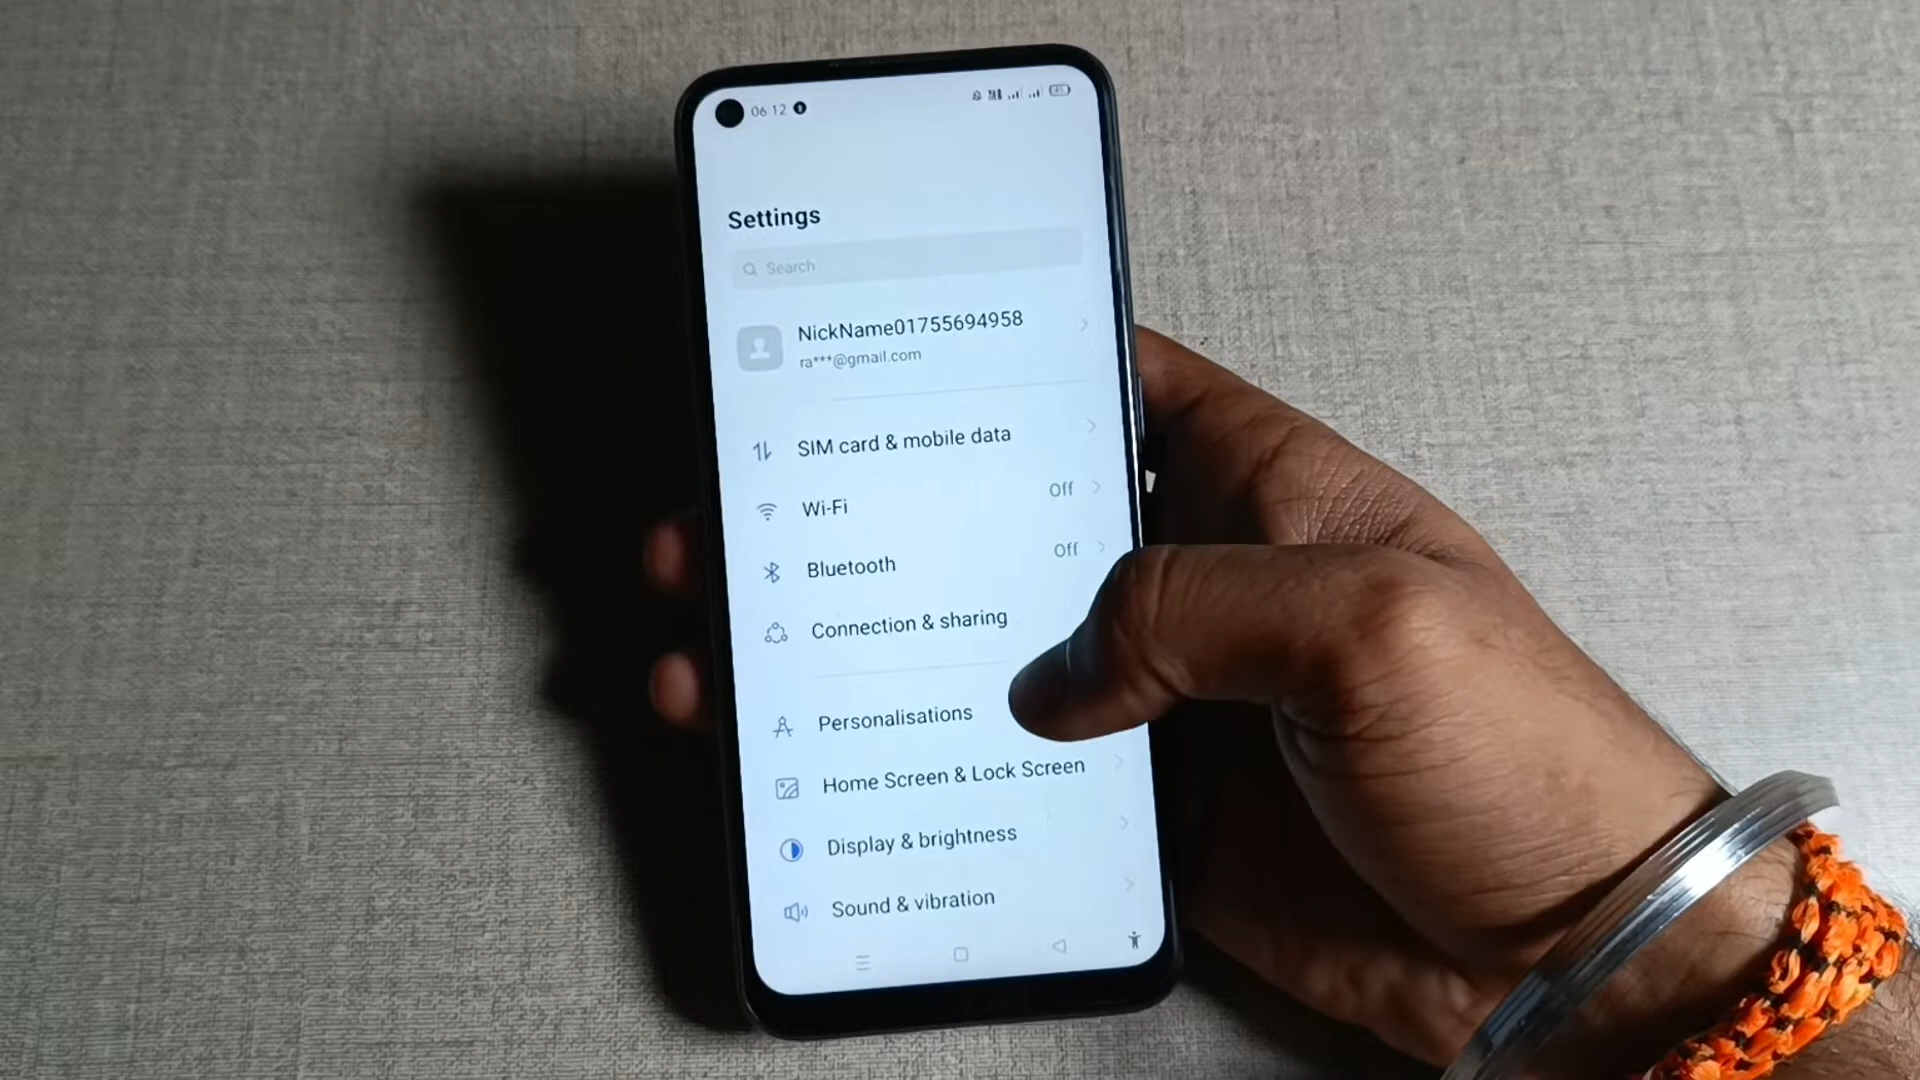 06:12
Settings
Search
NickName01755694958
ra***@gmail.com
SIM card & mobile data
Wi-Fi Off
Bluetooth Off
Connection & sharing
Personalisations
Home Screen & Lock Screen
Display & brightness
Sound & vibration